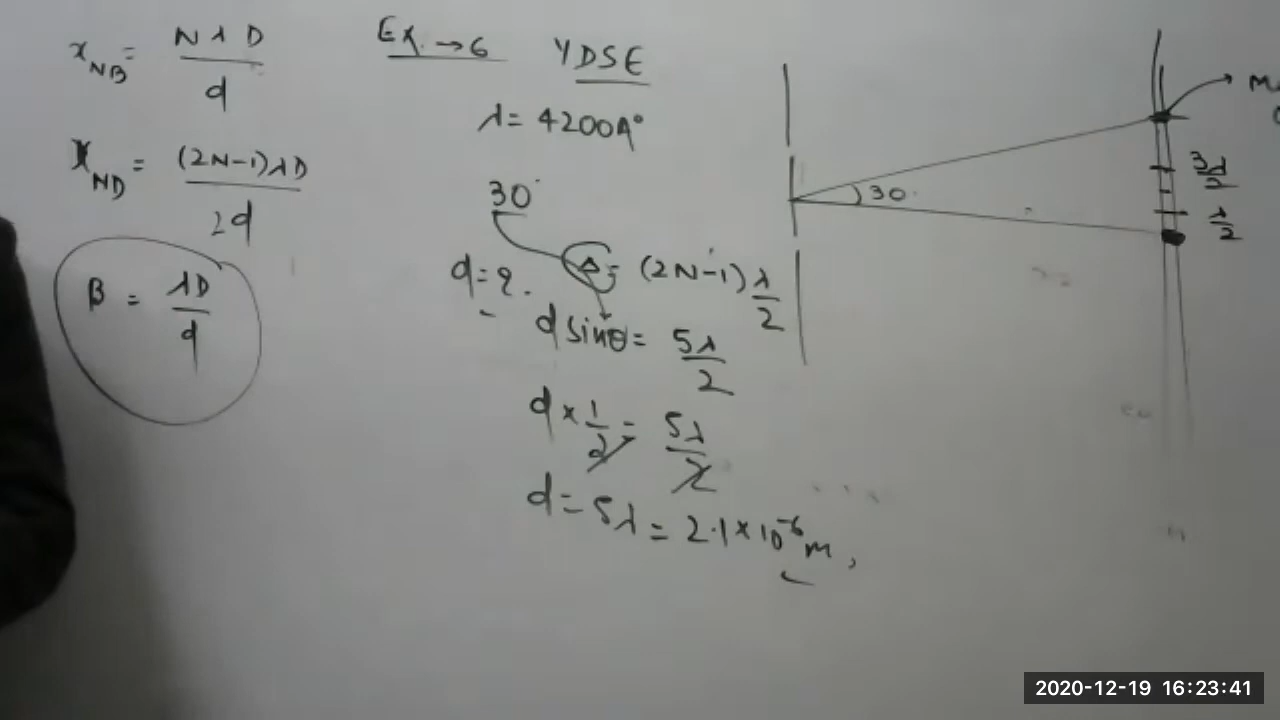 x_NB = NλD/d
x_ND = (2N-1)λD/2d
β = λD/d
Ex. → 6 YDSE
λ = 4200A°
30°
d = ?. Δ = (2N-1)λ/2
d sinθ = 5λ/2
d × 1/2 = 5λ/2
d = 5λ = 2.1 × 10^-6 m,
30°
3λ/2
λ/2
2020-12-19 16:23:41